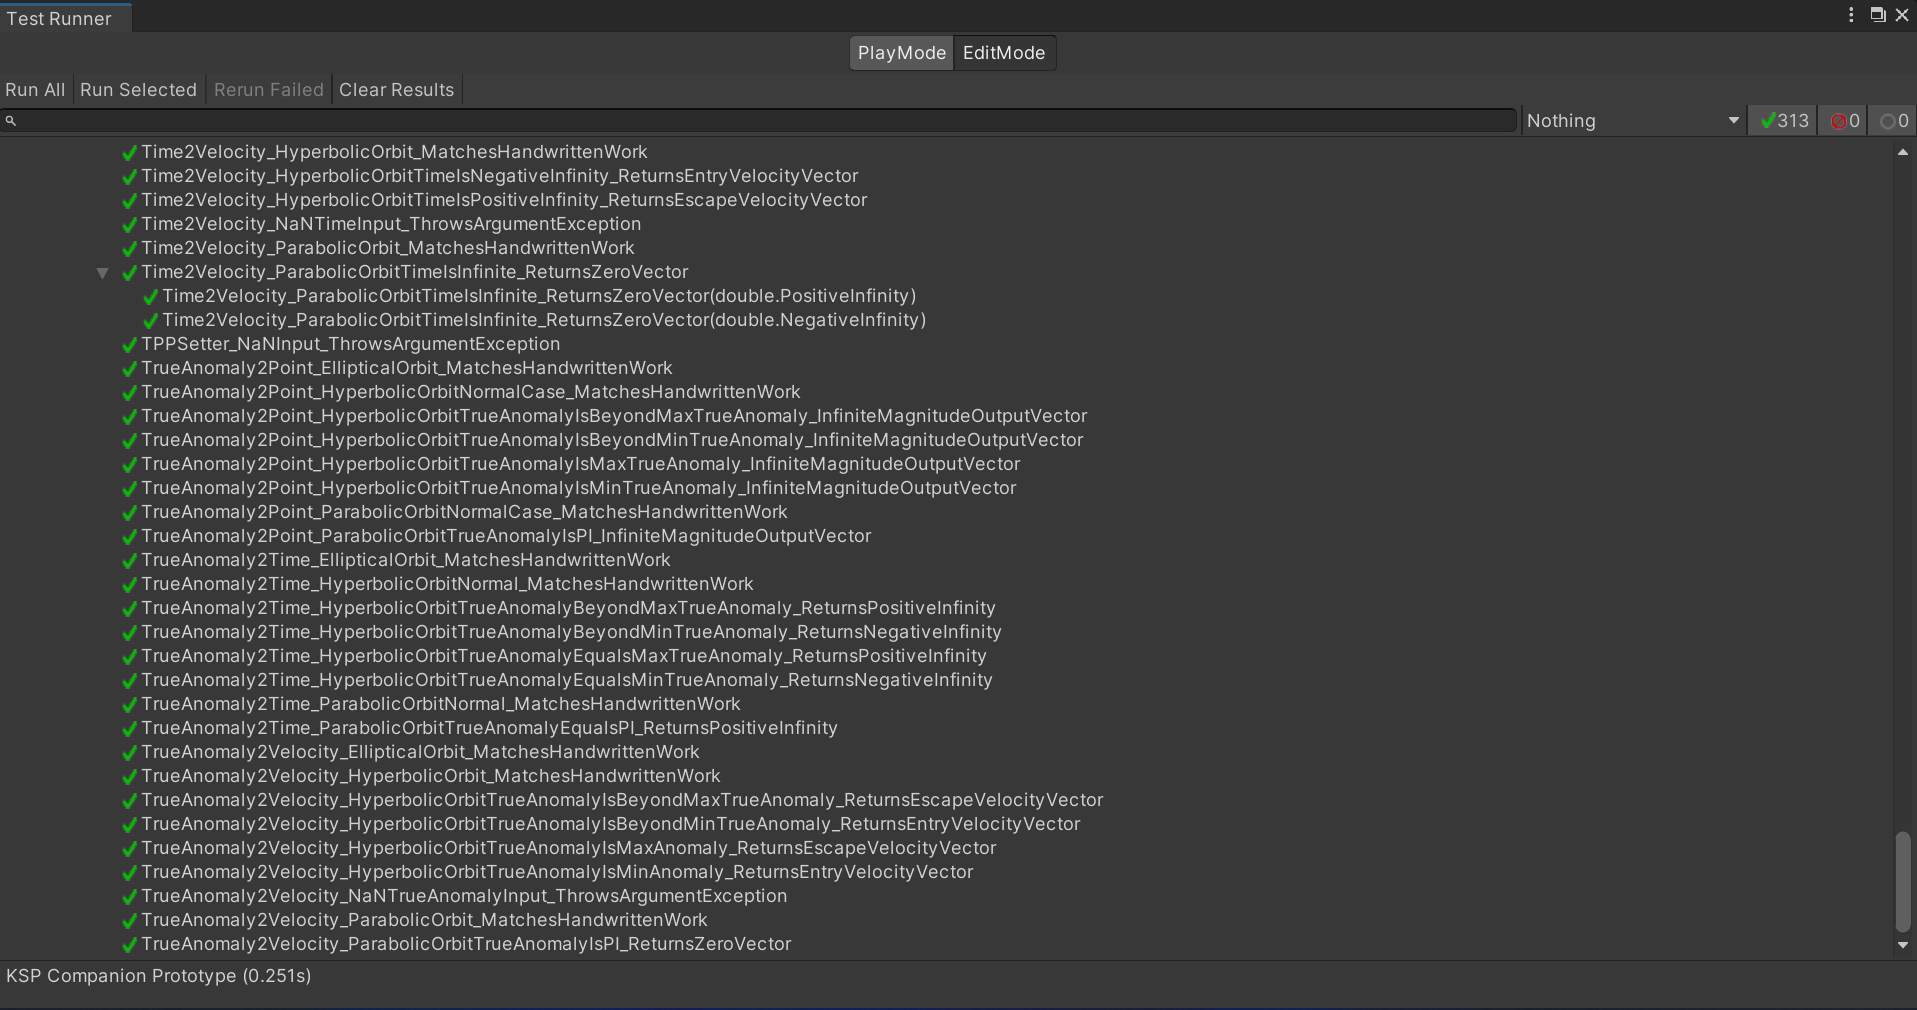 Test Runner
PlayMode EditMode
Run All Run Selected Rerun Failed Clear Results
Nothing 313 0 0
Time2Velocity_HyperbolicOrbit_MatchesHandwrittenWork
Time2Velocity_HyperbolicOrbitTimeIsNegativeInfinity_ReturnsEntryVelocityVector
Time2Velocity_HyperbolicOrbitTimeIsPositiveInfinity_ReturnsEscapeVelocityVector
Time2Velocity_NaNTimeInput_ThrowsArgumentException
Time2Velocity_ParabolicOrbit_MatchesHandwrittenWork
Time2Velocity_ParabolicOrbitTimeIsInfinite_ReturnsZeroVector
Time2Velocity_ParabolicOrbitTimeIsInfinite_ReturnsZeroVector(double.PositiveInfinity)
Time2Velocity_ParabolicOrbitTimeIsInfinite_ReturnsZeroVector(double.NegativeInfinity)
TPPSetter_NaNInput_ThrowsArgumentException
TrueAnomaly2Point_EllipticalOrbit_MatchesHandwrittenWork
TrueAnomaly2Point_HyperbolicOrbitNormalCase_MatchesHandwrittenWork
TrueAnomaly2Point_HyperbolicOrbitTrueAnomalyIsBeyondMaxTrueAnomaly_InfiniteMagnitudeOutputVector
TrueAnomaly2Point_HyperbolicOrbitTrueAnomalyIsBeyondMinTrueAnomaly_InfiniteMagnitudeOutputVector
TrueAnomaly2Point_HyperbolicOrbitTrueAnomalyIsMaxTrueAnomaly_InfiniteMagnitudeOutputVector
TrueAnomaly2Point_HyperbolicOrbitTrueAnomalyIsMinTrueAnomaly_InfiniteMagnitudeOutputVector
TrueAnomaly2Point_ParabolicOrbitNormalCase_MatchesHandwrittenWork
TrueAnomaly2Point_ParabolicOrbitTrueAnomalyIsPI_InfiniteMagnitudeOutputVector
TrueAnomaly2Time_EllipticalOrbit_MatchesHandwrittenWork
TrueAnomaly2Time_HyperbolicOrbitNormal_MatchesHandwrittenWork
TrueAnomaly2Time_HyperbolicOrbitTrueAnomalyBeyondMaxTrueAnomaly_ReturnsPositiveInfinity
TrueAnomaly2Time_HyperbolicOrbitTrueAnomalyBeyondMinTrueAnomaly_ReturnsNegativeInfinity
TrueAnomaly2Time_HyperbolicOrbitTrueAnomalyEqualsMaxTrueAnomaly_ReturnsPositiveInfinity
TrueAnomaly2Time_HyperbolicOrbitTrueAnomalyEqualsMinTrueAnomaly_ReturnsNegativeInfinity
TrueAnomaly2Time_ParabolicOrbitNormal_MatchesHandwrittenWork
TrueAnomaly2Time_ParabolicOrbitTrueAnomalyEqualsPI_ReturnsPositiveInfinity
TrueAnomaly2Velocity_EllipticalOrbit_MatchesHandwrittenWork
TrueAnomaly2Velocity_HyperbolicOrbit_MatchesHandwrittenWork
TrueAnomaly2Velocity_HyperbolicOrbitTrueAnomalyIsBeyondMaxTrueAnomaly_ReturnsEscapeVelocityVector
TrueAnomaly2Velocity_HyperbolicOrbitTrueAnomalyIsBeyondMinTrueAnomaly_ReturnsEntryVelocityVector
TrueAnomaly2Velocity_HyperbolicOrbitTrueAnomalyIsMaxAnomaly_ReturnsEscapeVelocityVector
TrueAnomaly2Velocity_HyperbolicOrbitTrueAnomalyIsMinAnomaly_ReturnsEntryVelocityVector
TrueAnomaly2Velocity_NaNTrueAnomalyInput_ThrowsArgumentException
TrueAnomaly2Velocity_ParabolicOrbit_MatchesHandwrittenWork
TrueAnomaly2Velocity_ParabolicOrbitTrueAnomalyIsPI_ReturnsZeroVector
KSP Companion Prototype (0.251s)